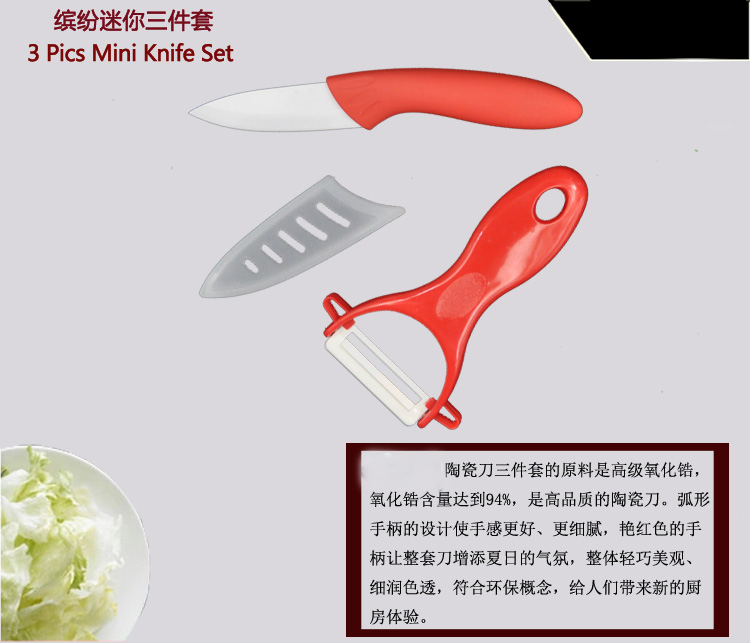 缤纷迷你三件套
3 Pics Mini Knife Set
陶瓷刀三件套的原料是高级氧化锆，
氧化锆含量达到94%，是高品质的陶瓷刀。弧形
手柄的设计使手感更好、更细腻，艳红色的手
柄让整套刀增添夏日的气氛，整体轻巧美观、
细润色透，符合环保概念，给人们带来新的厨
房体验。